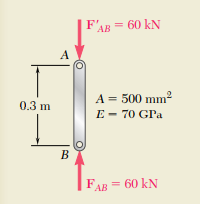 F'AB = 60 kN
A
0.3 m
A = 500 mm²
E = 70 GPa
B
FAB = 60 kN